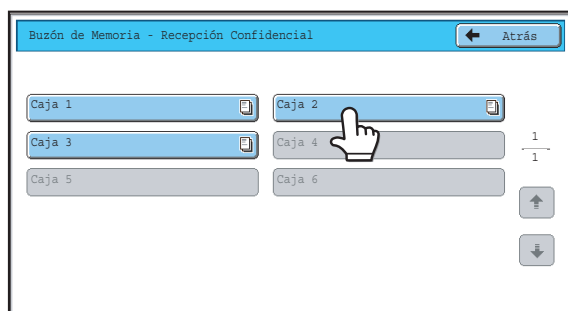 Buzón de Memoria - Recepción Confidencial
Atrás
Caja 1
Caja 2
Caja 3
Caja 4
Caja 5
Caja 6
1
1